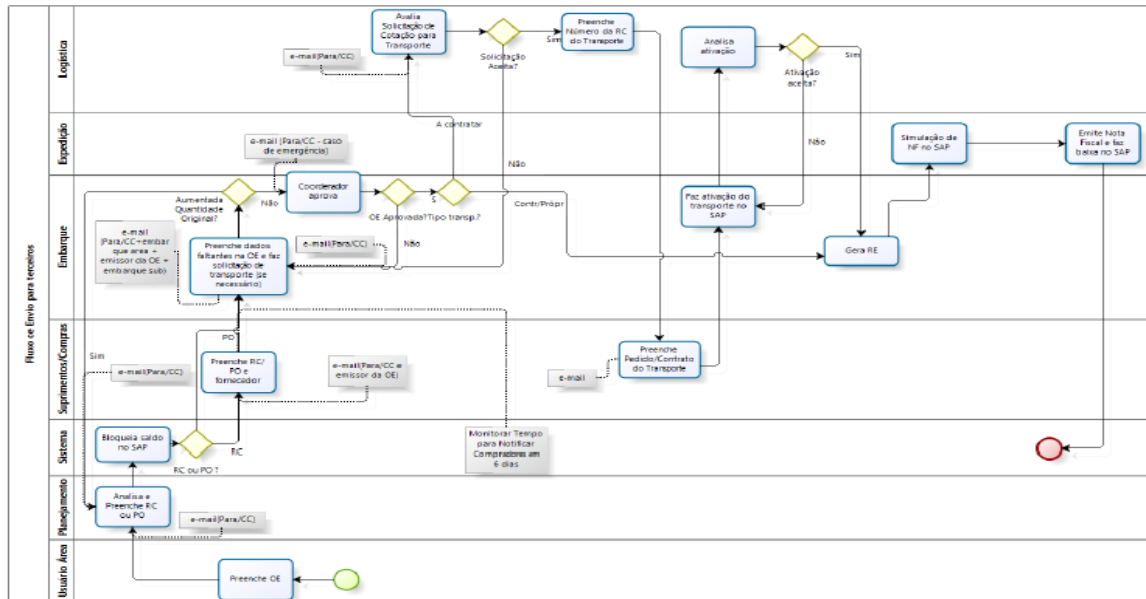 Fluxo de Envio para terceiros
Logística
Avalia
Solicitação de
Cotação para
Transporte
e-mail(Para/CC)
Solicitação
Aceita?
Sim
Preenche
Número da RC
do Transporte
Analisa
ativação
Ativação
aceita?
Sim
Não
Não
A contratar
Expedição
e-mail (Para/CC - caso
de emergência)
Simulação de
NF no SAP
Emite Nota
Fiscal e faz
baixa no SAP
Embarque
Aumentada
Quantidade
Original?
Não
Coordenador
aprova
OE Aprovada?
S
Tipo transp.?
Contr/Própr
Não
Faz ativação do
transporte no
SAP
Gera RE
e-mail
(Para/CC+embar
que area +
emissor da OE +
embarque sub)
Preenche dados
faltantes na OE e faz
solicitação de
transporte (se
necessário)
e-mail(Para/CC)
Suprimentos/Compras
Sim
PO
e-mail(Para/CC)
Preenche RC/
PO e
fornecedor
e-mail(Para/CC e
emissor da OE)
e-mail
Preenche
Pedido/Contrato
do Transporte
Sistema
Bloqueia saldo
no SAP
RC ou PO ?
RC
Monitorar Tempo
para Notificar
Compradores em
6 dias
Planejamento
Analisa e
Preenche RC
ou PO
e-mail(Para/CC)
Usuário Área
Preenche OE